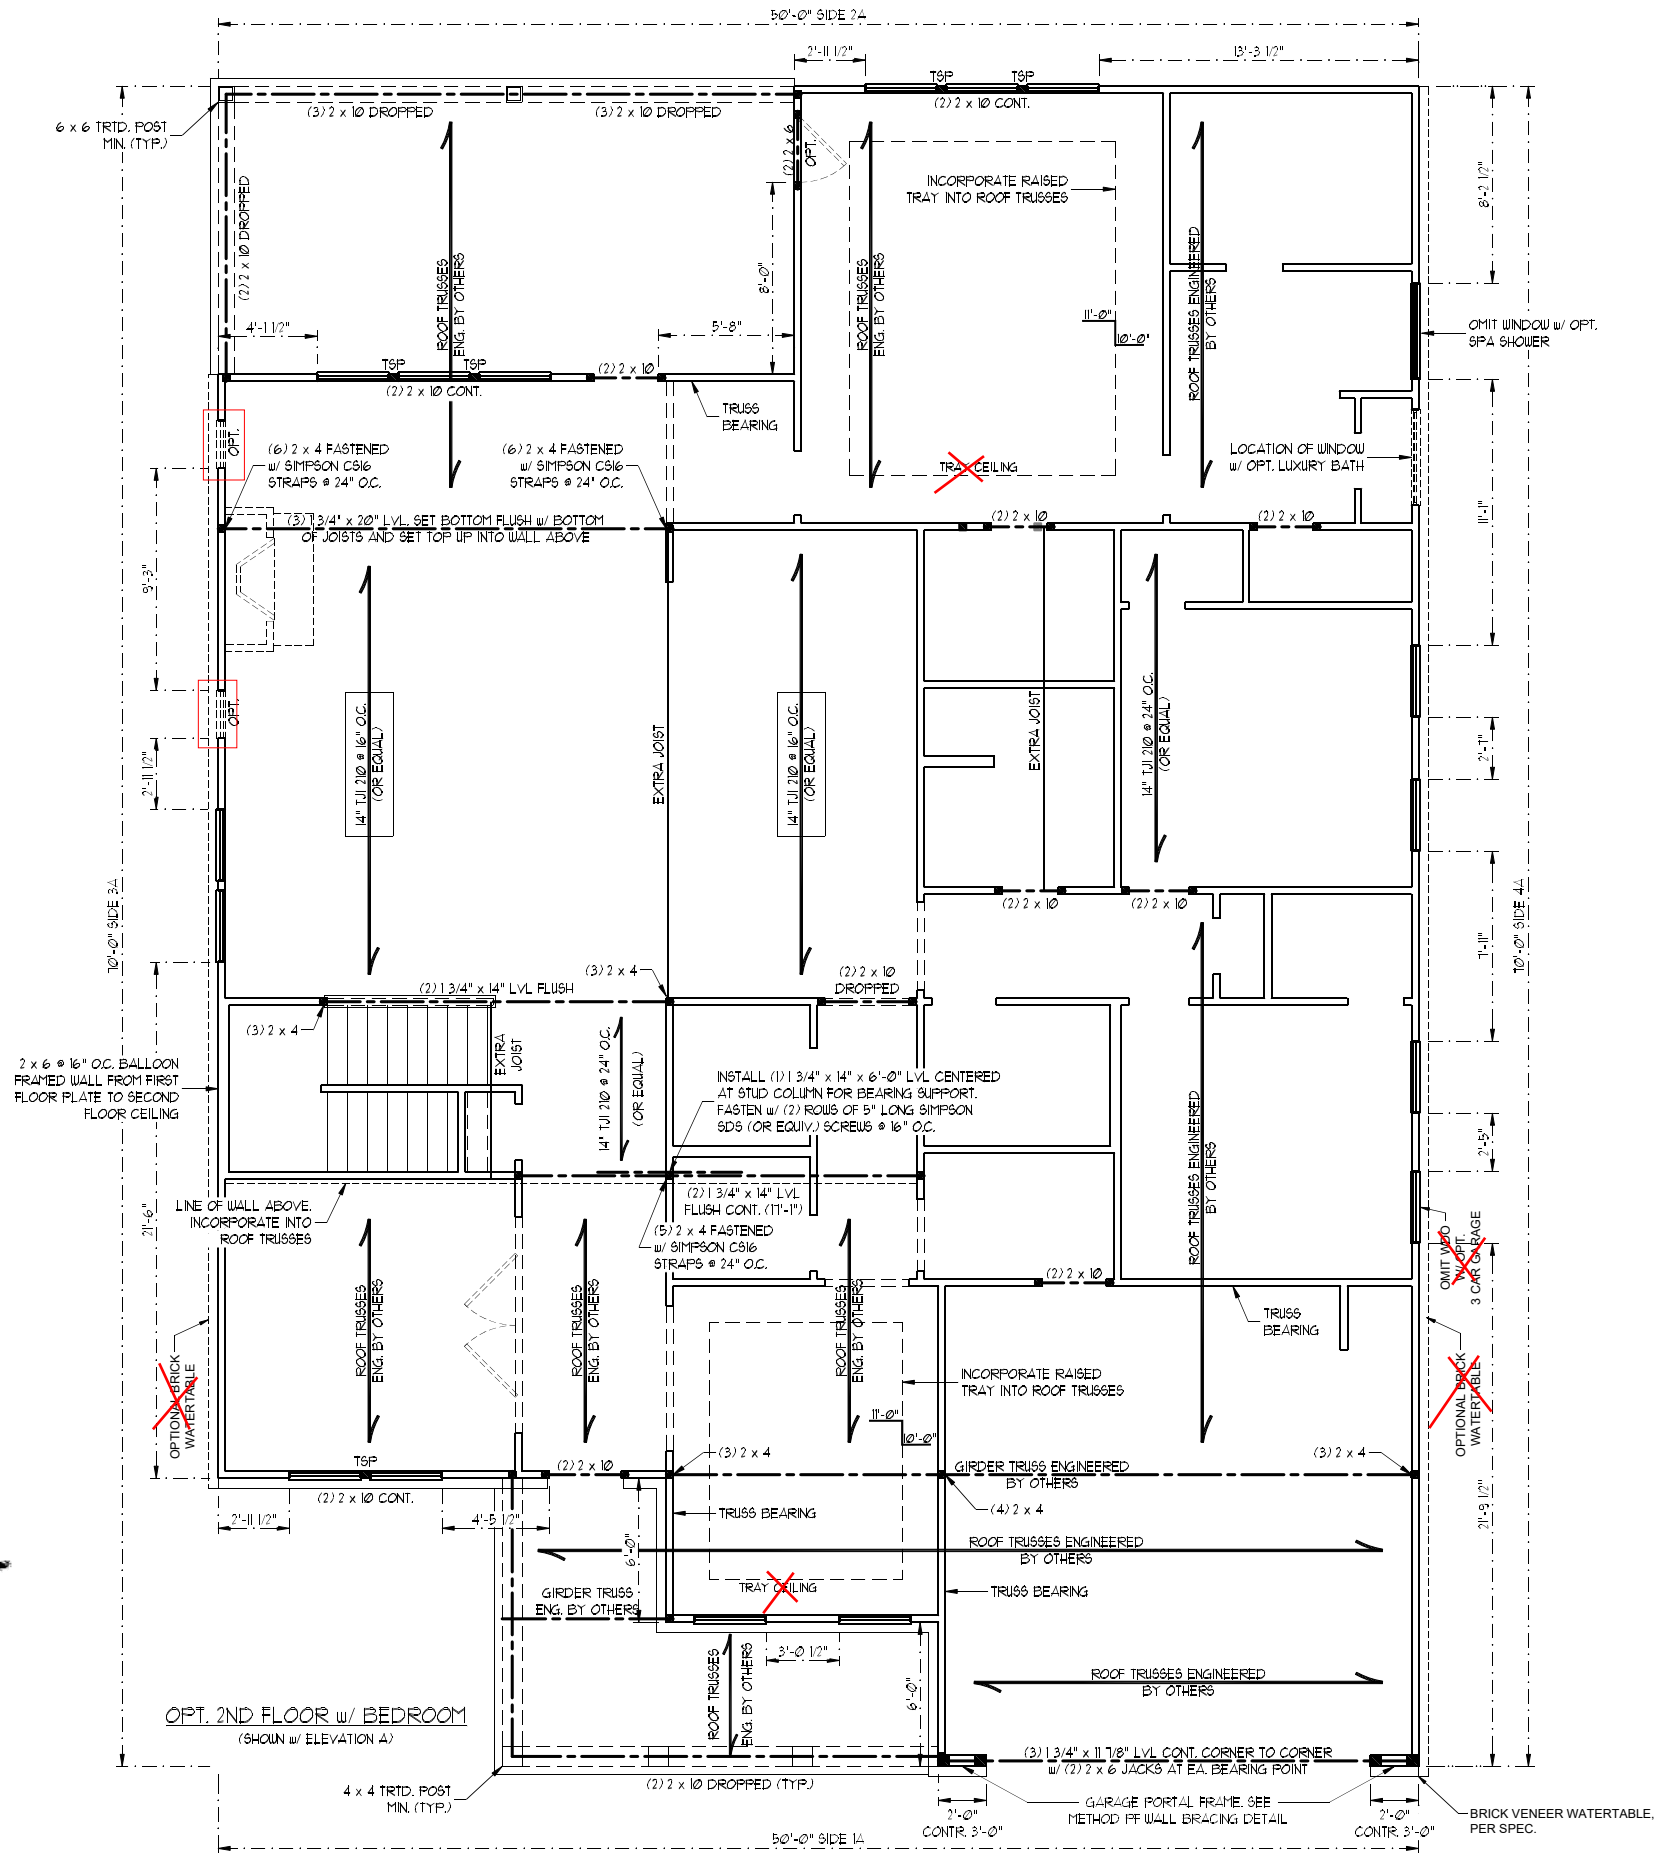 50'-0" SIDE 2A
2'-11 1/2"
13'-3 1/2"
TSP
TSP
(2) 2 x 10 CONT.
6 x 6 TRTD. POST
MIN. (TYP.)
(3) 2 x 10 DROPPED
(3) 2 x 10 DROPPED
(2) 2 x 10 DROPPED
(2) 2 x 6
OPT.
8'-0"
ROOF TRUSSES
ENG. BY OTHERS
INCORPORATE RAISED
TRAY INTO ROOF TRUSSES
ROOF TRUSSES
ENG. BY OTHERS
ROOF TRUSSES ENGINEERED
BY OTHERS
8'-2 1/2"
11'-0"
10'-0"
OMIT WINDOW w/ OPT.
SPA SHOWER
4'-1 1/2"
5'-8"
TSP
TSP
(2) 2 x 10 CONT.
(2) 2 x 10
TRUSS
BEARING
OPT.
(6) 2 x 4 FASTENED
w/ SIMPSON CS16
STRAPS @ 24" O.C.
(6) 2 x 4 FASTENED
w/ SIMPSON CS16
STRAPS @ 24" O.C.
TRAY CEILING
LOCATION OF WINDOW
w/ OPT. LUXURY BATH
(3) 1 3/4" x 20" LVL. SET BOTTOM FLUSH w/ BOTTOM
OF JOISTS AND SET TOP UP INTO WALL ABOVE
(2) 2 x 10
(2) 2 x 10
11'-1"
9'-3"
OPT.
2'-11 1/2"
14" TJI 210 @ 16" O.C.
(OR EQUAL)
EXTRA JOIST
14" TJI 210 @ 16" O.C.
(OR EQUAL)
EXTRA JOIST
14" TJI 210 @ 24" O.C.
(OR EQUAL)
2'-7"
70'-0" SIDE 3A
70'-0" SIDE 4A
(2) 2 x 10
(2) 2 x 10
7'-11"
(3) 2 x 4
(2) 2 x 10
DROPPED
(2) 1 3/4" x 14" LVL FLUSH
(3) 2 x 4
EXTRA
JOIST
14" TJI 210 @ 24" O.C.
(OR EQUAL)
2 x 6 @ 16" O.C. BALLOON
FRAMED WALL FROM FIRST
FLOOR PLATE TO SECOND
FLOOR CEILING
INSTALL (1) 1 3/4" x 14" x 6'-0" LVL CENTERED
AT STUD COLUMN FOR BEARING SUPPORT.
FASTEN w/ (2) ROWS OF 5" LONG SIMPSON
SDS (OR EQUIV.) SCREWS @ 16" O.C.
ROOF TRUSSES ENGINEERED
BY OTHERS
2'-5"
LINE OF WALL ABOVE.
INCORPORATE INTO
ROOF TRUSSES
(2) 1 3/4" x 14" LVL
FLUSH CONT. (17'-1")
(5) 2 x 4 FASTENED
w/ SIMPSON CS16
STRAPS @ 24" O.C.
21'-6"
(2) 2 x 10
W/ OPT.
3 CAR GARAGE
TRUSS
BEARING
ROOF TRUSSES
ENG. BY OTHERS
ROOF TRUSSES
ENG. BY OTHERS
ROOF TRUSSES
ENG. BY OTHERS
OPTIONAL BRICK
WATERTABLE
OPTIONAL BRICK
WATERTABLE
INCORPORATE RAISED
TRAY INTO ROOF TRUSSES
11'-0"
10'-0"
TSP
(2) 2 x 10
(2) 2 x 10 CONT.
(3) 2 x 4
(3) 2 x 4
GIRDER TRUSS ENGINEERED
BY OTHERS
(4) 2 x 4
2'-11 1/2"
4'-5 1/2"
6'-0"
TRUSS BEARING
21'-9 1/2"
ROOF TRUSSES ENGINEERED
BY OTHERS
GIRDER TRUSS
ENG. BY OTHERS
TRAY CEILING
TRUSS BEARING
3'-0 1/2"
ROOF TRUSSES
ENG. BY OTHERS
6'-0"
ROOF TRUSSES ENGINEERED
BY OTHERS
OPT. 2ND FLOOR w/ BEDROOM
(SHOWN w/ ELEVATION A)
4 x 4 TRTD. POST
MIN. (TYP.)
(2) 2 x 10 DROPPED (TYP.)
(3) 1 3/4" x 11 7/8" LVL CONT. CORNER TO CORNER
w/ (2) 2 x 6 JACKS AT EA. BEARING POINT
GARAGE PORTAL FRAME. SEE
METHOD PF WALL BRACING DETAIL
2'-0"
CONTR. 3'-0"
2'-0"
CONTR. 3'-0"
BRICK VENEER WATERTABLE,
PER SPEC.
50'-0" SIDE 1A